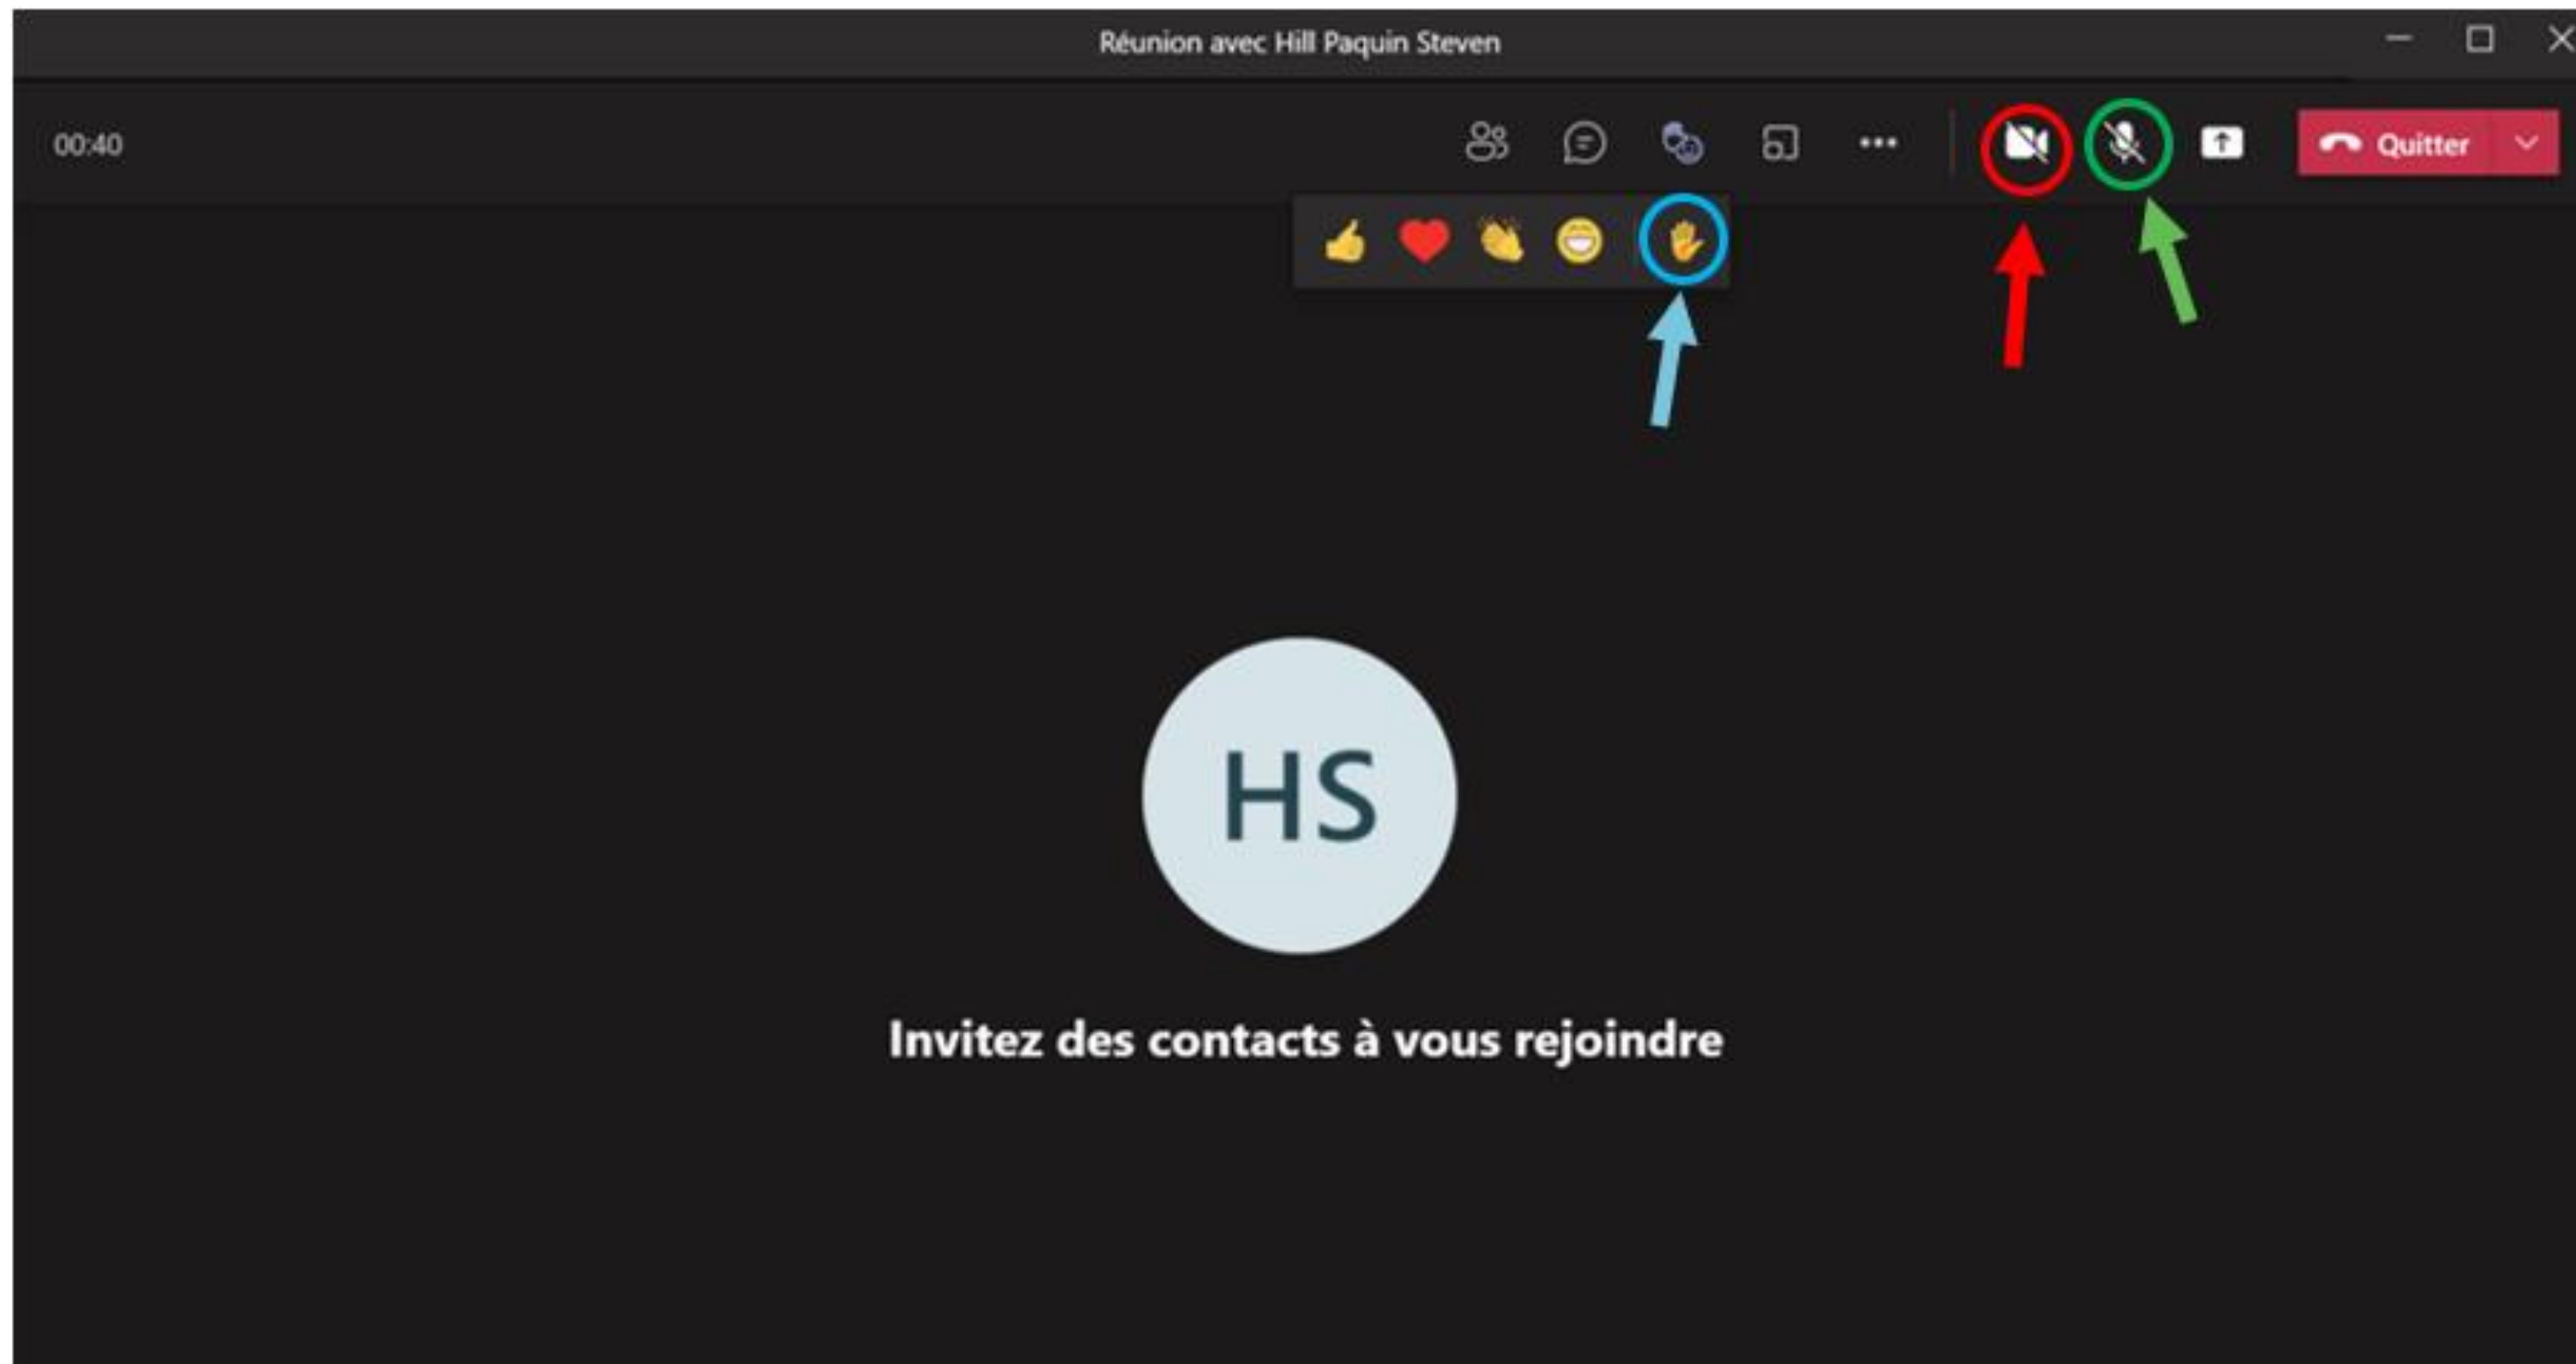 Réunion avec Hill Paquin Steven
00:40
Quitter
HS
Invitez des contacts à vous rejoindre